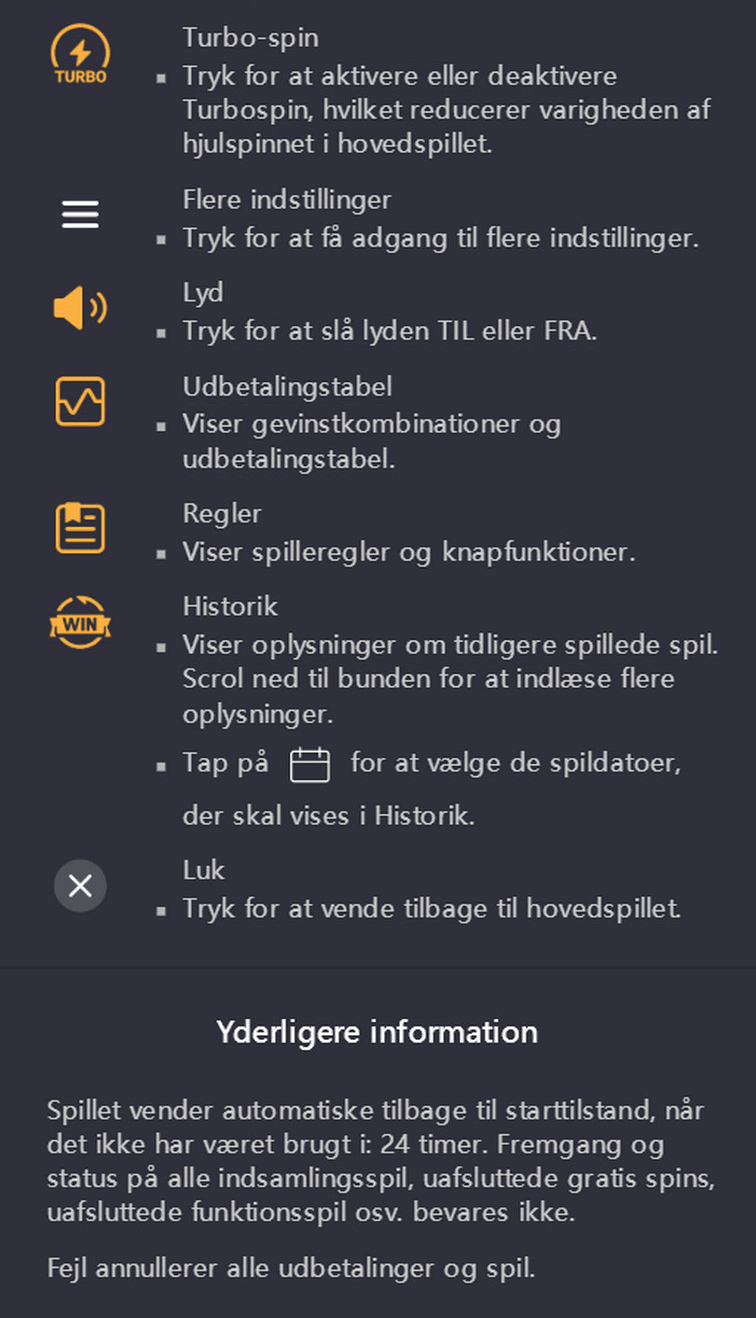 TURBO
Turbo-spin
▪ Tryk for at aktivere eller deaktivere
Turbospin, hvilket reducerer varigheden af
hjulspinnet i hovedspillet.
Flere indstillinger
▪ Tryk for at få adgang til flere indstillinger.
Lyd
▪ Tryk for at slå lyden TIL eller FRA.
Udbetalingstabel
▪ Viser gevinstkombinationer og
udbetalingstabel.
Regler
▪ Viser spilleregler og knapfunktioner.
WIN
Historik
▪ Viser oplysninger om tidligere spillede spil.
Scrol ned til bunden for at indlæse flere
oplysninger.
▪ Tap på for at vælge de spildatoer,
der skal vises i Historik.
Luk
▪ Tryk for at vende tilbage til hovedspillet.
Yderligere information
Spillet vender automatiske tilbage til starttilstand, når
det ikke har været brugt i: 24 timer. Fremgang og
status på alle indsamlingsspil, uafsluttede gratis spins,
uafsluttede funktionsspil osv. bevares ikke.
Fejl annullerer alle udbetalinger og spil.